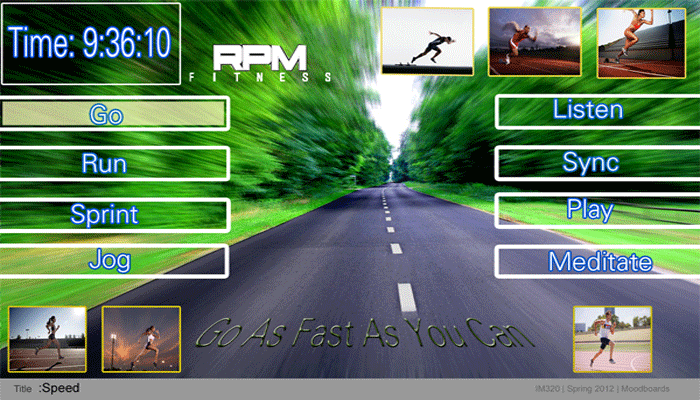 Time: 9:36:10
RPM
FITNESS
Go
Run
Sprint
Jog
Listen
Sync
Play
Meditate
Go As Fast As You Can
Title :Speed
IM320 | Spring 2012 | Moodboards